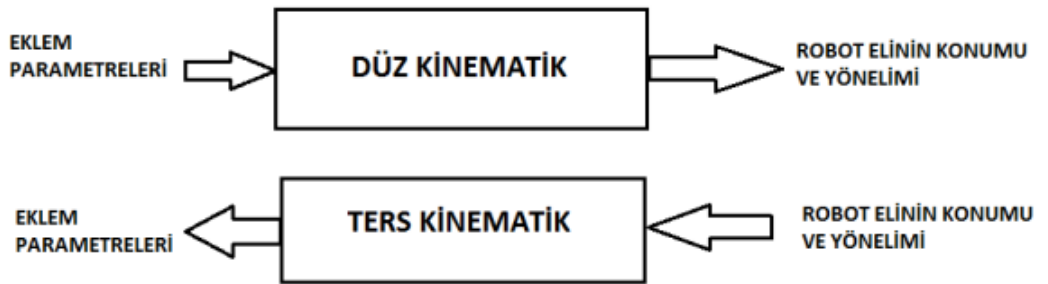 EKLEM
PARAMETRELERİ
DÜZ KİNEMATİK
ROBOT ELİNİN KONUMU
VE YÖNELİMİ
EKLEM
PARAMETRELERİ
TERS KİNEMATİK
ROBOT ELİNİN KONUMU
VE YÖNELİMİ